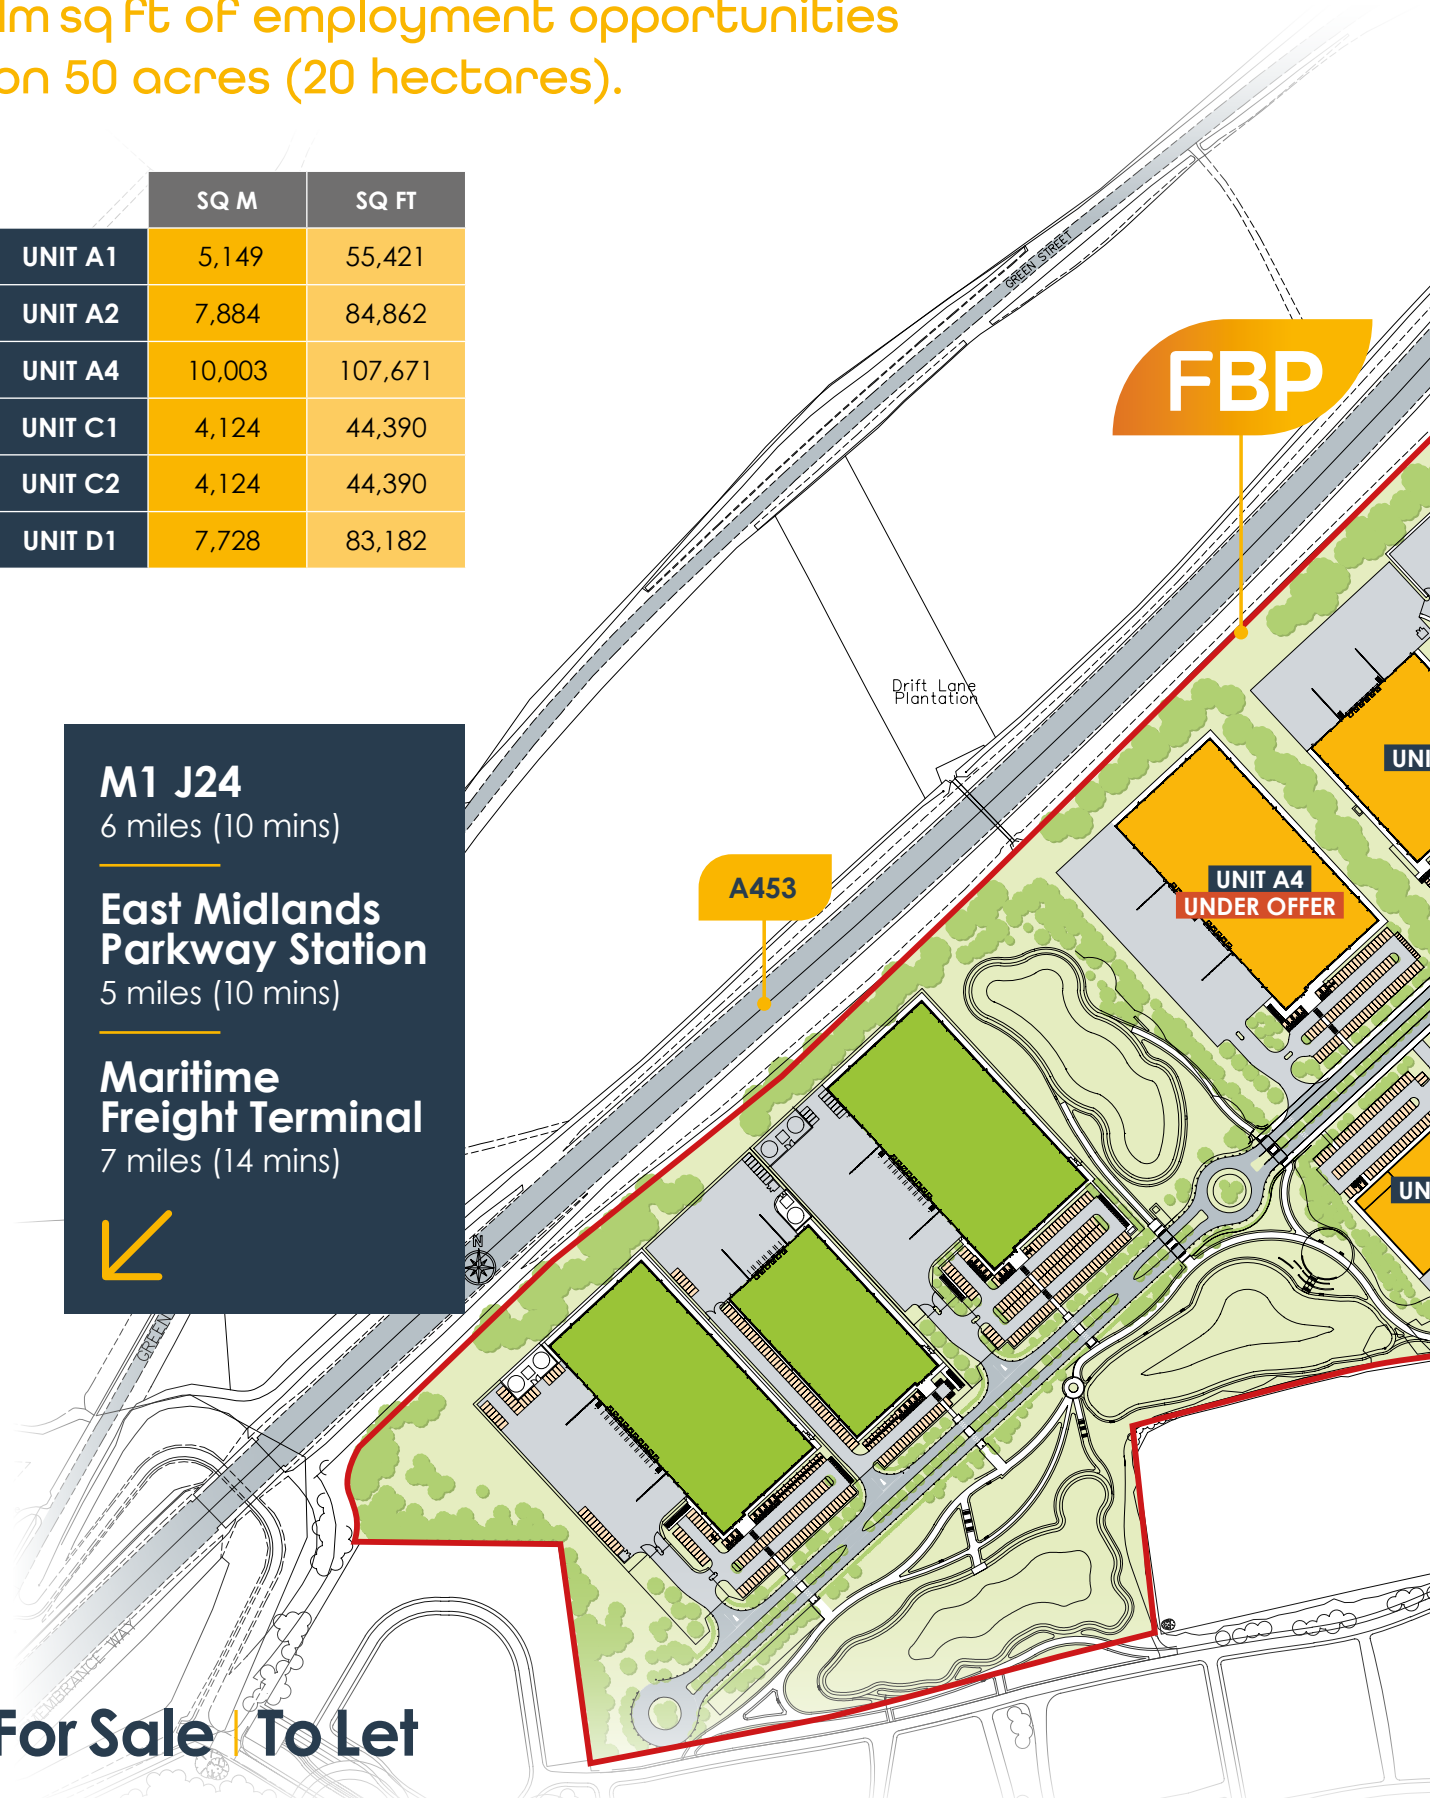 1m sq ft of employment opportunities
on 50 acres (20 hectares).
SQ M SQ FT
UNIT A1 5,149 55,421
UNIT A2 7,884 84,862
UNIT A4 10,003 107,671
UNIT C1 4,124 44,390
UNIT C2 4,124 44,390
UNIT D1 7,728 83,182
GREEN STREET
FBP
Drift Lane
Plantation
UNI
M1 J24
6 miles (10 mins)
East Midlands
Parkway Station
5 miles (10 mins)
Maritime
Freight Terminal
7 miles (14 mins)
A453
UNIT A4
UNDER OFFER
UN
N
GREEN
EMBRANCE WAY
For Sale | To Let